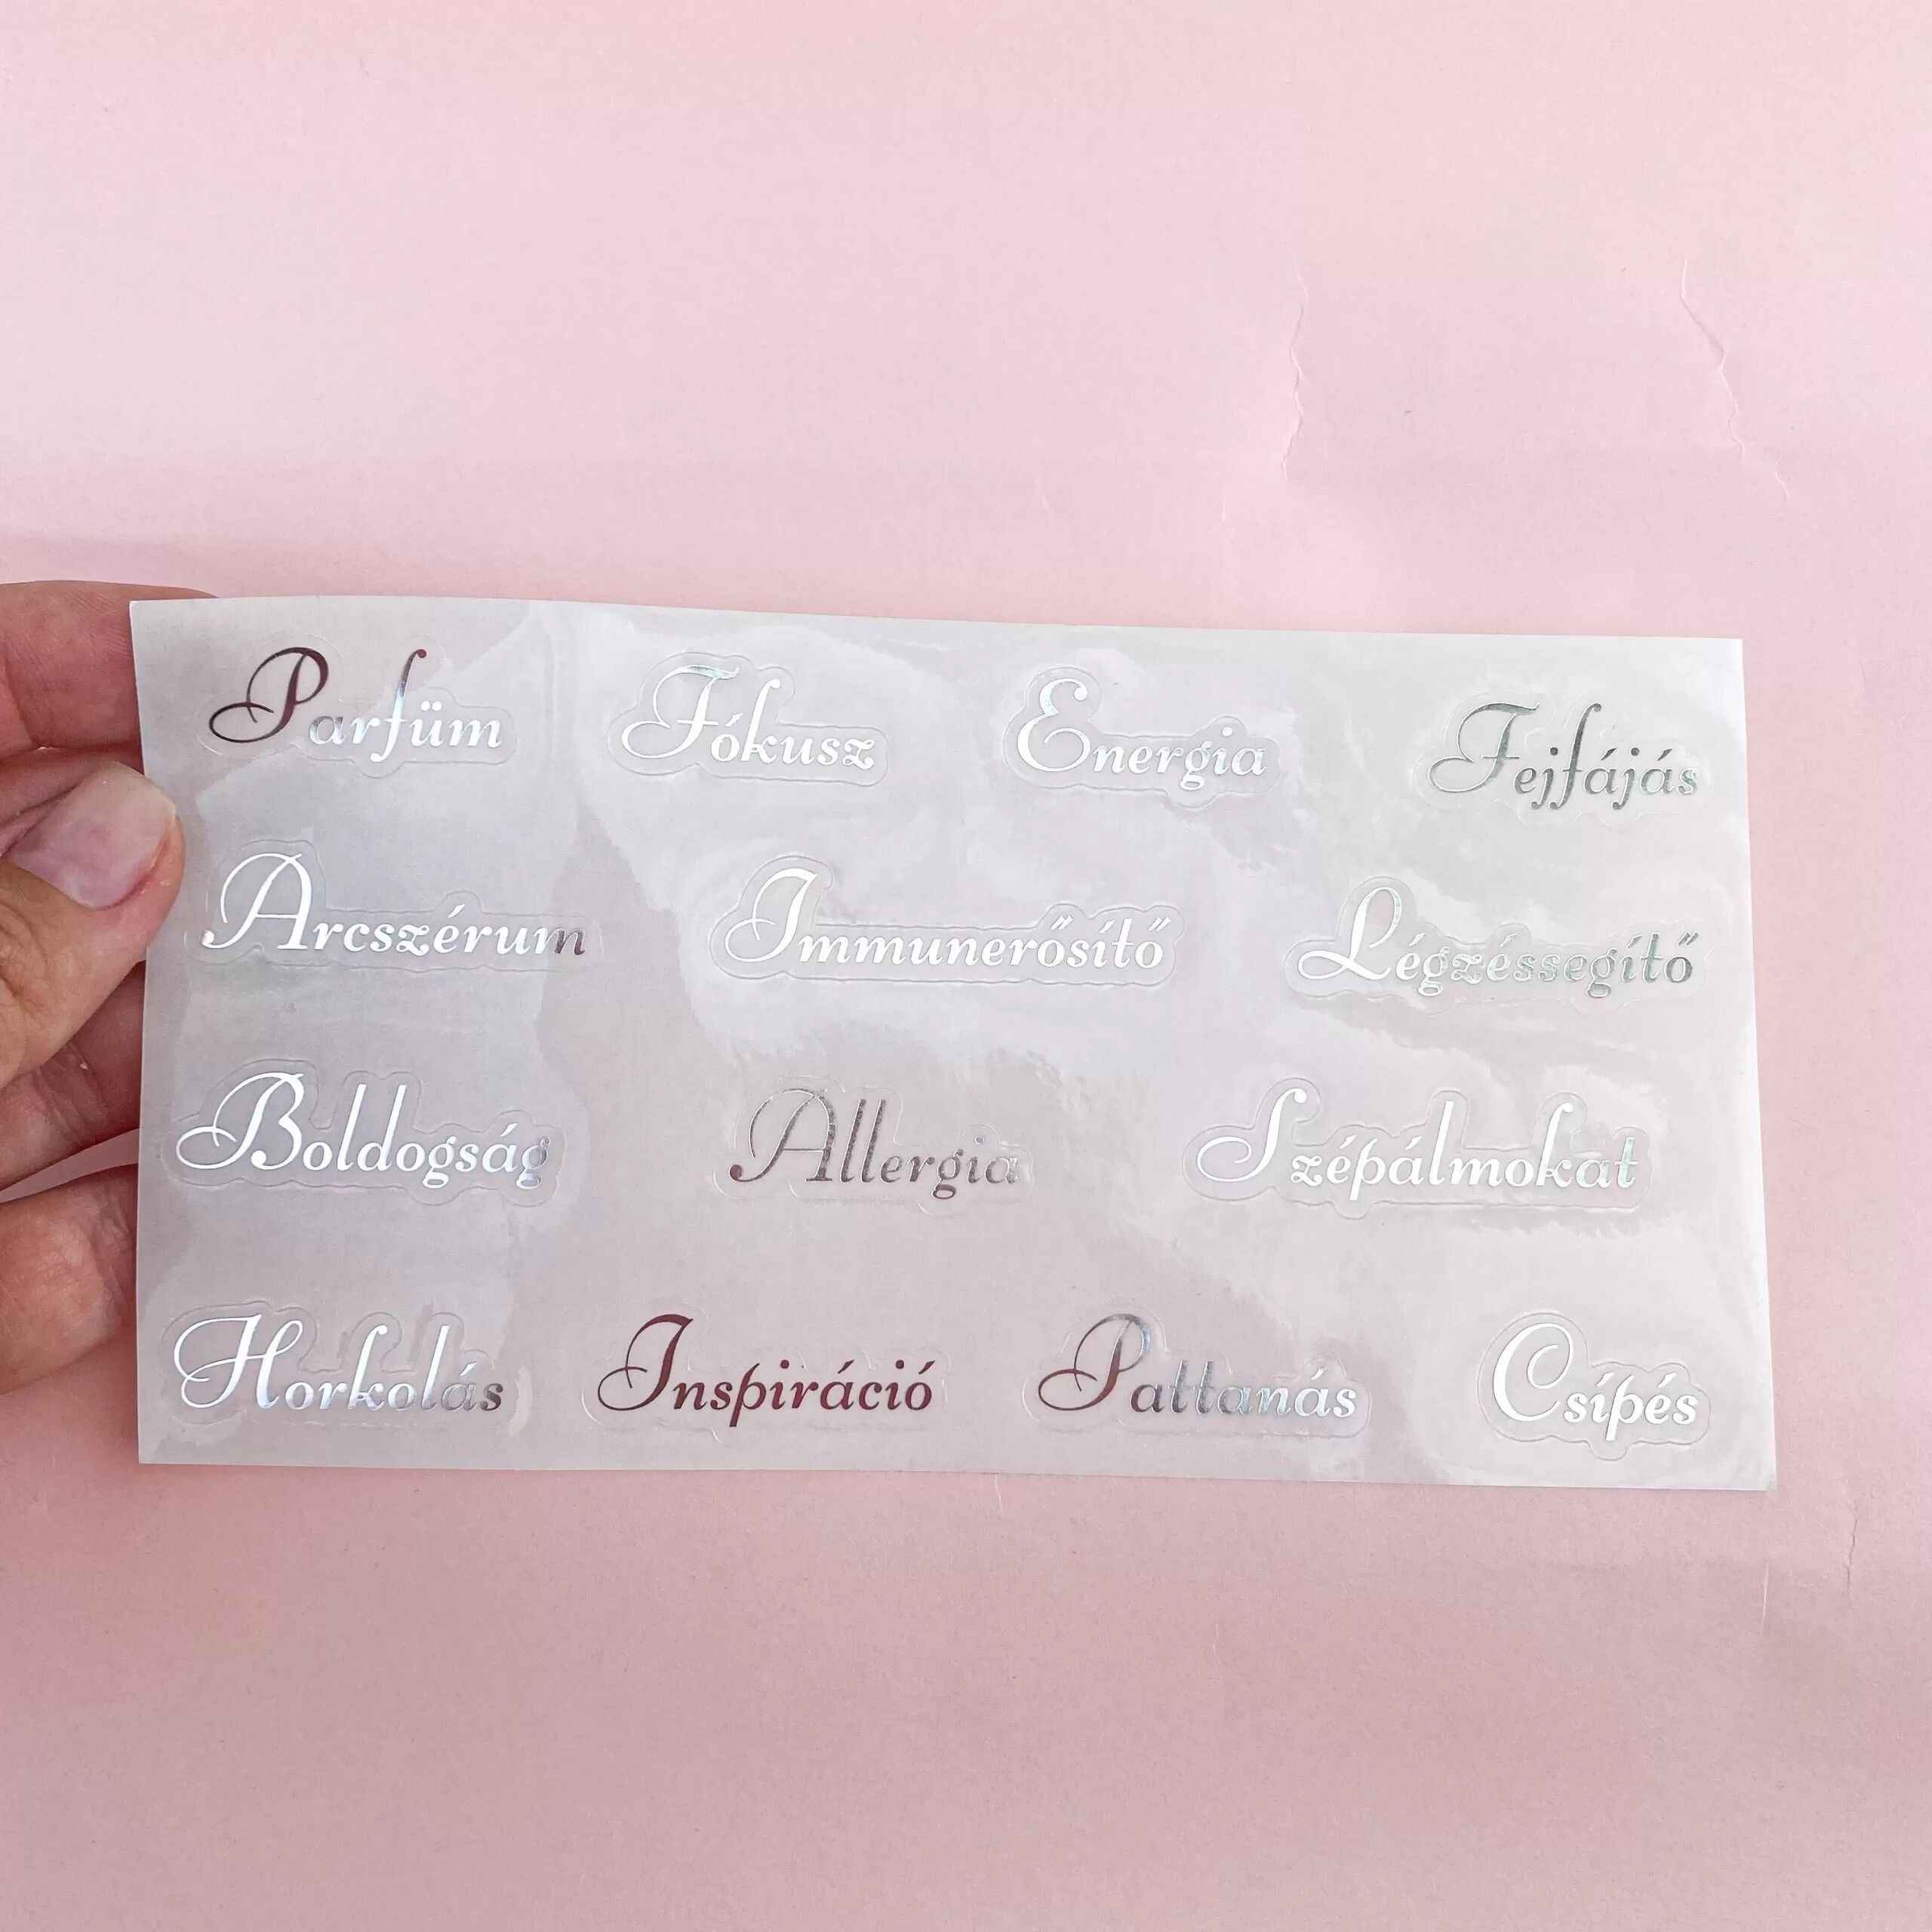 Parfüm Fókusz Energia Fejfájás
Arcszérum Immunerősítő Légzéssegítő
Boldogság Allergia Szépálmokat
Horkolás Inspiráció Pattanás Csípés